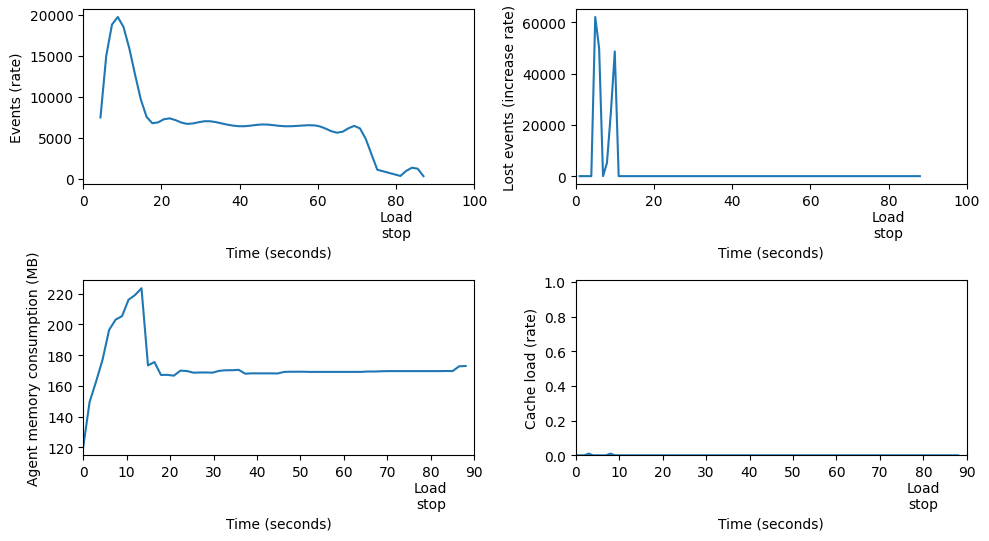 Events (rate)
20000
15000
10000
5000
0
0 20 40 60 80 100
Load
stop
Time (seconds)
Lost events (increase rate)
60000
40000
20000
0
0 20 40 60 80 100
Load
stop
Time (seconds)
Agent memory consumption (MB)
220
200
180
160
140
120
0 10 20 30 40 50 60 70 80 90
Load
stop
Time (seconds)
Cache load (rate)
1.0
0.8
0.6
0.4
0.2
0.0
0 10 20 30 40 50 60 70 80 90
Load
stop
Time (seconds)